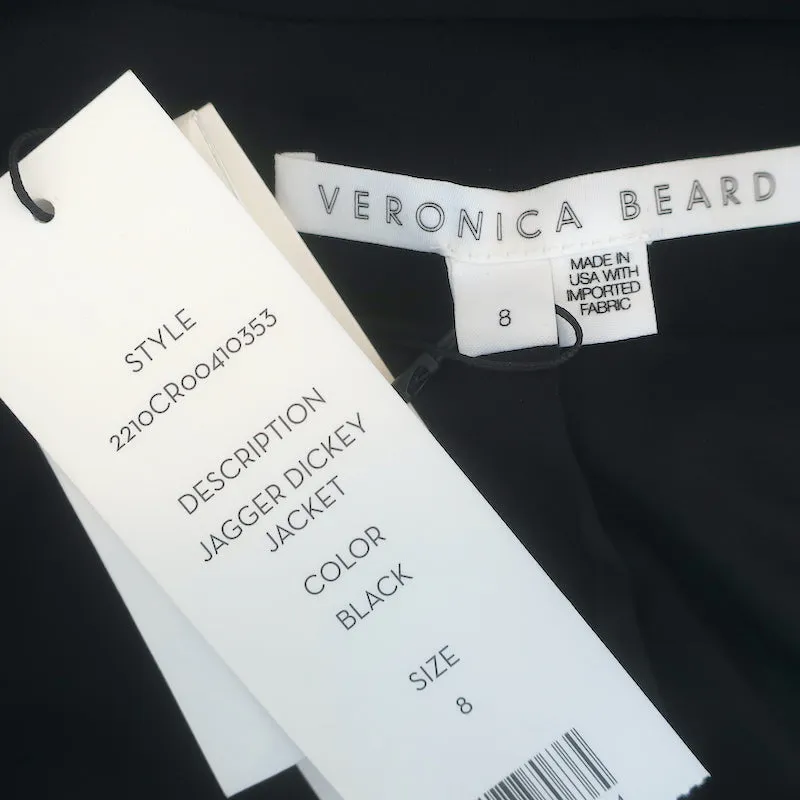 VERONICA BEARD
8
MADE IN
USA WITH
IMPORTED
FABRIC
STYLE
2210CR00410353
DESCRIPTION
JAGGER DICKEY
JACKET
COLOR
BLACK
SIZE
8